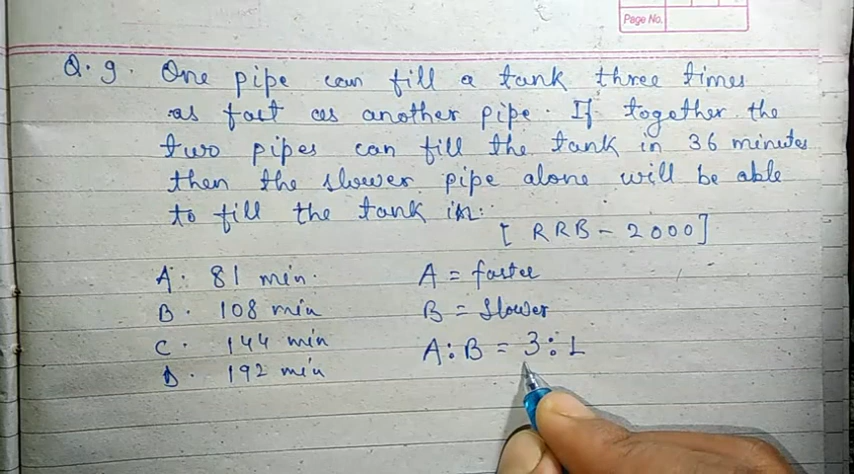 Page No.
Q. 9. One pipe can fill a tank three times
as fast as another pipe. If together the
two pipes can fill the tank in 36 minutes
then the slower pipe alone will be able
to fill the tank in:
[ RRB - 2000 ]
A. 81 min. A = faster
B. 108 min B = Slower
C. 144 min A : B = 3 : 1
D. 192 min